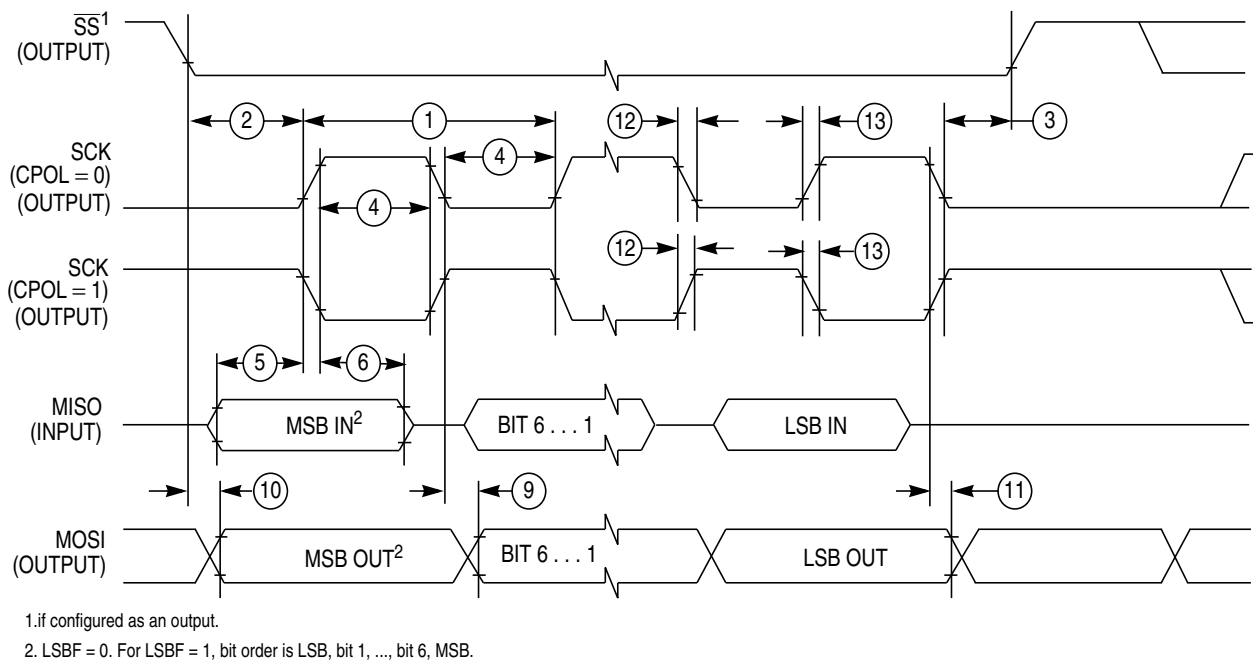 SS¹
(OUTPUT)
2
1
12
13
3
SCK
(CPOL = 0)
(OUTPUT)
4
4
12
13
SCK
(CPOL = 1)
(OUTPUT)
5
6
MISO
(INPUT)
MSB IN²
BIT 6 . . . 1
LSB IN
10
9
11
MOSI
(OUTPUT)
MSB OUT²
BIT 6 . . . 1
LSB OUT
1.if configured as an output.
2. LSBF = 0. For LSBF = 1, bit order is LSB, bit 1, ..., bit 6, MSB.